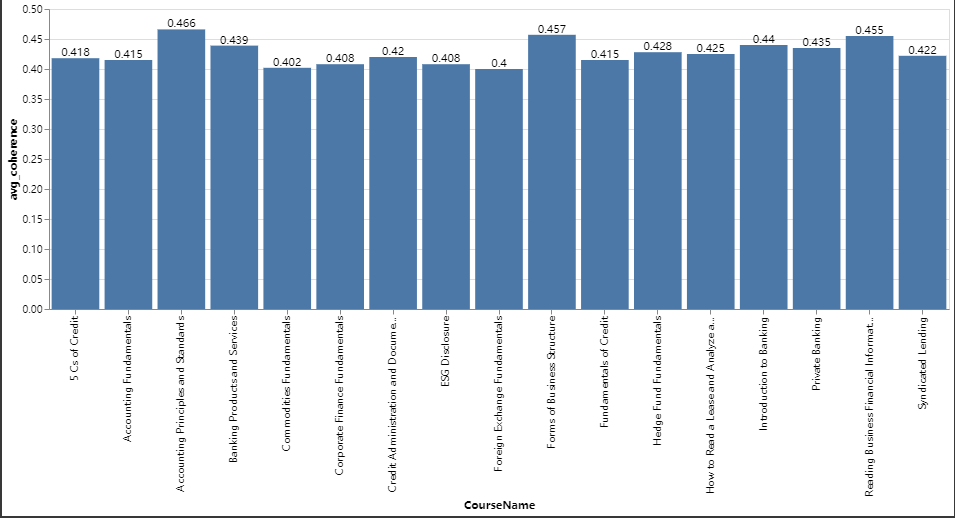 0.50
0.45
0.40
0.35
0.30
0.25
0.20
0.15
0.10
0.05
0.00
avg_coherence
0.418
0.415
0.466
0.439
0.402
0.408
0.42
0.408
0.4
0.457
0.415
0.428
0.425
0.44
0.435
0.455
0.422
5 Cs of Credit
Accounting Fundamentals
Accounting Principles and Standards
Banking Products and Services
Commodities Fundamentals
Corporate Finance Fundamentals
Credit Administration and Docume...
ESG Disclosure
Foreign Exchange Fundamentals
Forms of Business Structure
Fundamentals of Credit
Hedge Fund Fundamentals
How to Read a Lease and Analyze a...
Introduction to Banking
Private Banking
Reading Business Financial Informat...
Syndicated Lending
CourseName